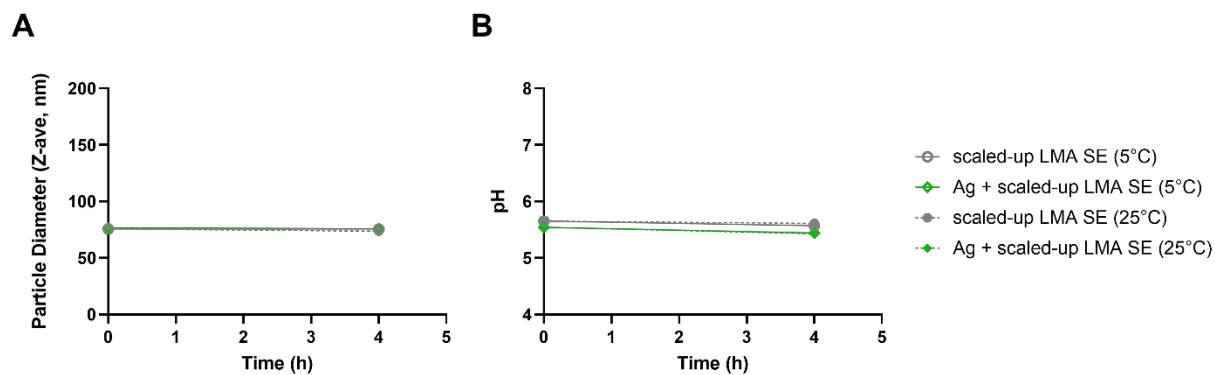 A
Particle Diameter (Z-ave, nm)
200
150
100
50
0
0 1 2 3 4 5
Time (h)
B
pH
8
7
6
5
4
0 1 2 3 4 5
Time (h)
scaled-up LMA SE (5°C)
Ag + scaled-up LMA SE (5°C)
scaled-up LMA SE (25°C)
Ag + scaled-up LMA SE (25°C)